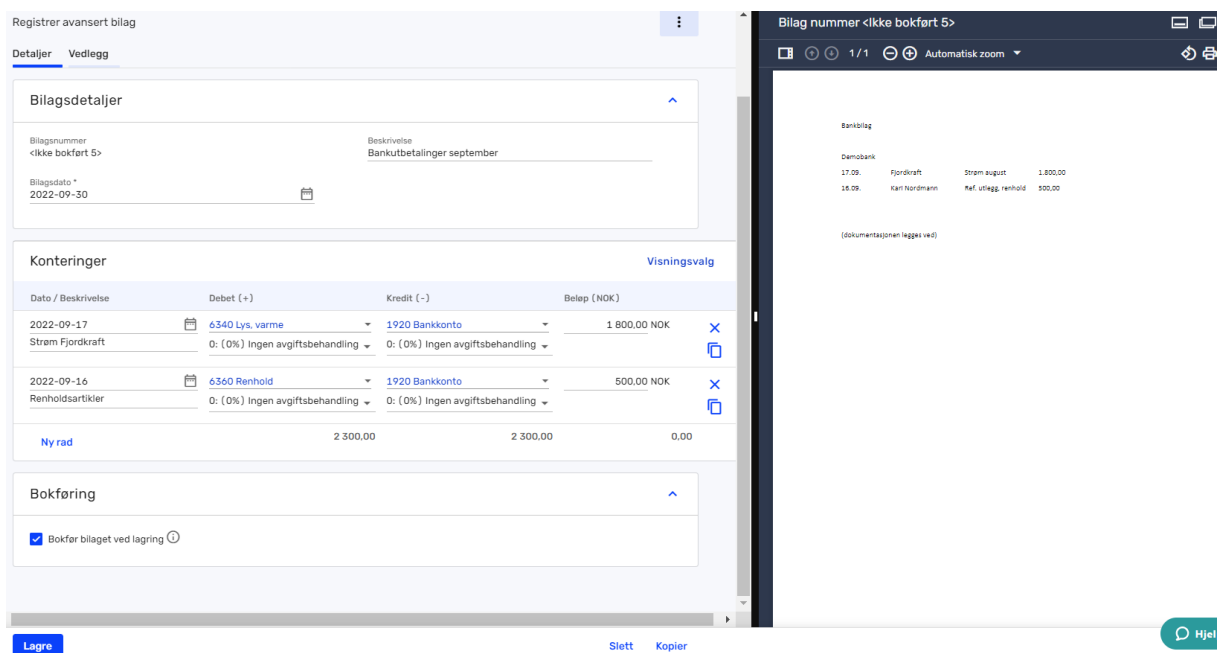 Registrer avansert bilag
Detaljer Vedlegg
Bilagsdetaljer
Bilagsnummer
<Ikke bokført 5>
Beskrivelse
Bankutbetalinger september
Bilagsdato *
2022-09-30
Konteringer Visningsvalg
Dato / Beskrivelse Debet (+) Kredit (-) Beløp (NOK)
2022-09-17 6340 Lys, varme 1920 Bankkonto 1 800,00 NOK
Strøm Fjordkraft 0: (0%) Ingen avgiftsbehandling 0: (0%) Ingen avgiftsbehandling
2022-09-16 6360 Renhold 1920 Bankkonto 500,00 NOK
Renholdsartikler 0: (0%) Ingen avgiftsbehandling 0: (0%) Ingen avgiftsbehandling
Ny rad 2 300,00 2 300,00 0,00
Bokføring
Bokfør bilaget ved lagring
Lagre Slett Kopier
Bilag nummer <Ikke bokført 5>
1/1 Automatisk zoom
Bankbilag
Demobank
17.09. Fjordkraft Strøm august 1.800,00
16.09. Kari Nordmann Ref. utlegg, renhold 500,00
(dokumentasjonen legges ved)
Hjel